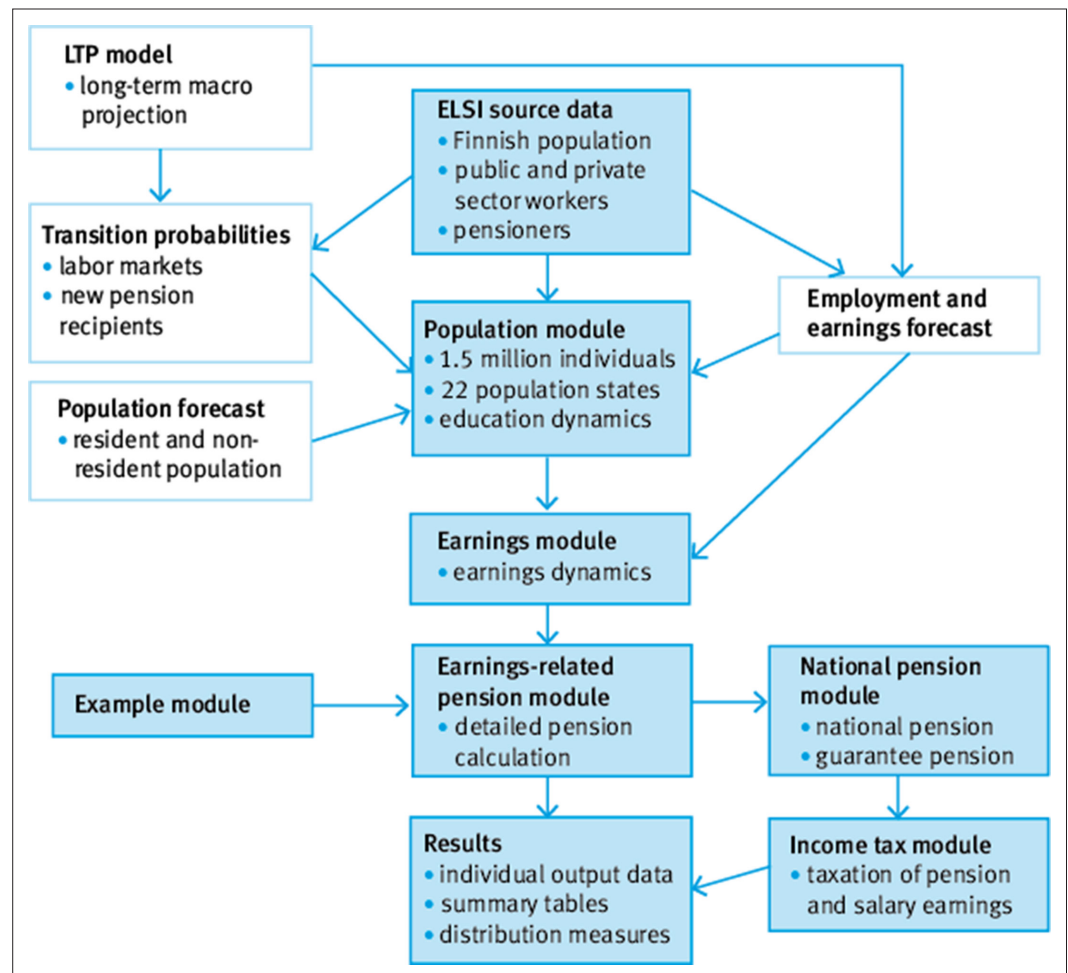 LTP model
• long-term macro
projection
ELSI source data
• Finnish population
• public and private
sector workers
• pensioners
Transition probabilities
• labor markets
• new pension
recipients
Employment and
earnings forecast
Population module
• 1.5 million individuals
• 22 population states
• education dynamics
Population forecast
• resident and non-
resident population
Earnings module
• earnings dynamics
Example module
Earnings-related
pension module
• detailed pension
calculation
National pension
module
• national pension
• guarantee pension
Results
• individual output data
• summary tables
• distribution measures
Income tax module
• taxation of pension
and salary earnings